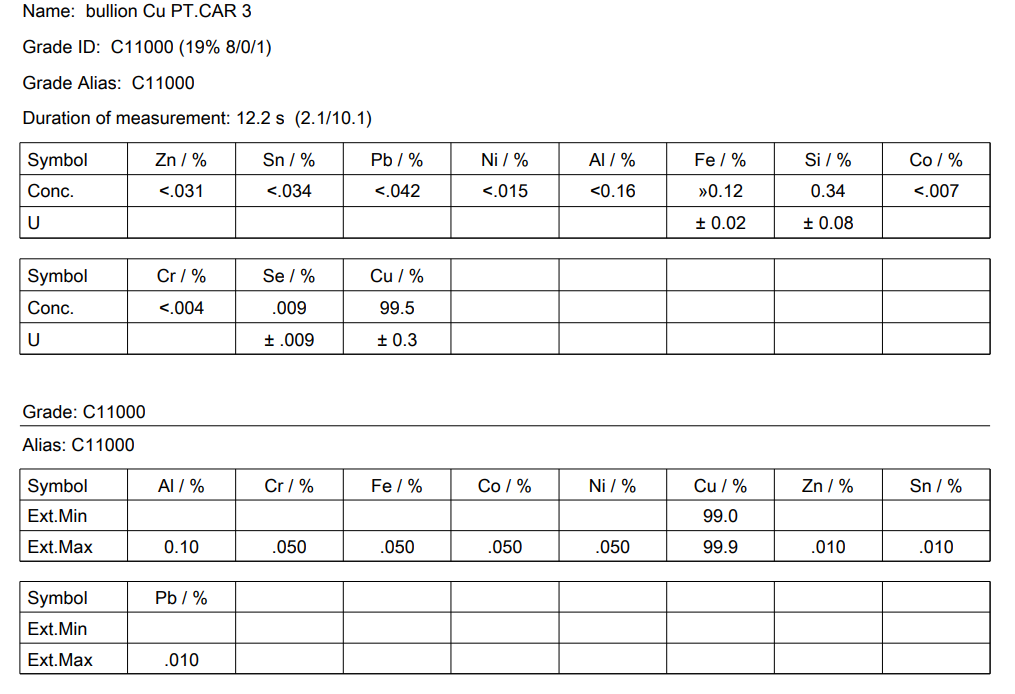 Name: bullion Cu PT.CAR 3
Grade ID: C11000 (19% 8/0/1)
Grade Alias: C11000
Duration of measurement: 12.2 s (2.1/10.1)
Symbol Zn / % Sn / % Pb / % Ni / % Al / % Fe / % Si / % Co / %
Conc. <.031 <.034 <.042 <.015 <0.16 »0.12 0.34 <.007
U ± 0.02 ± 0.08
Symbol Cr / % Se / % Cu / %
Conc. <.004 .009 99.5
U ± .009 ± 0.3
Grade: C11000
Alias: C11000
Symbol Al / % Cr / % Fe / % Co / % Ni / % Cu / % Zn / % Sn / %
Ext.Min 99.0
Ext.Max 0.10 .050 .050 .050 .050 99.9 .010 .010
Symbol Pb / %
Ext.Min
Ext.Max .010